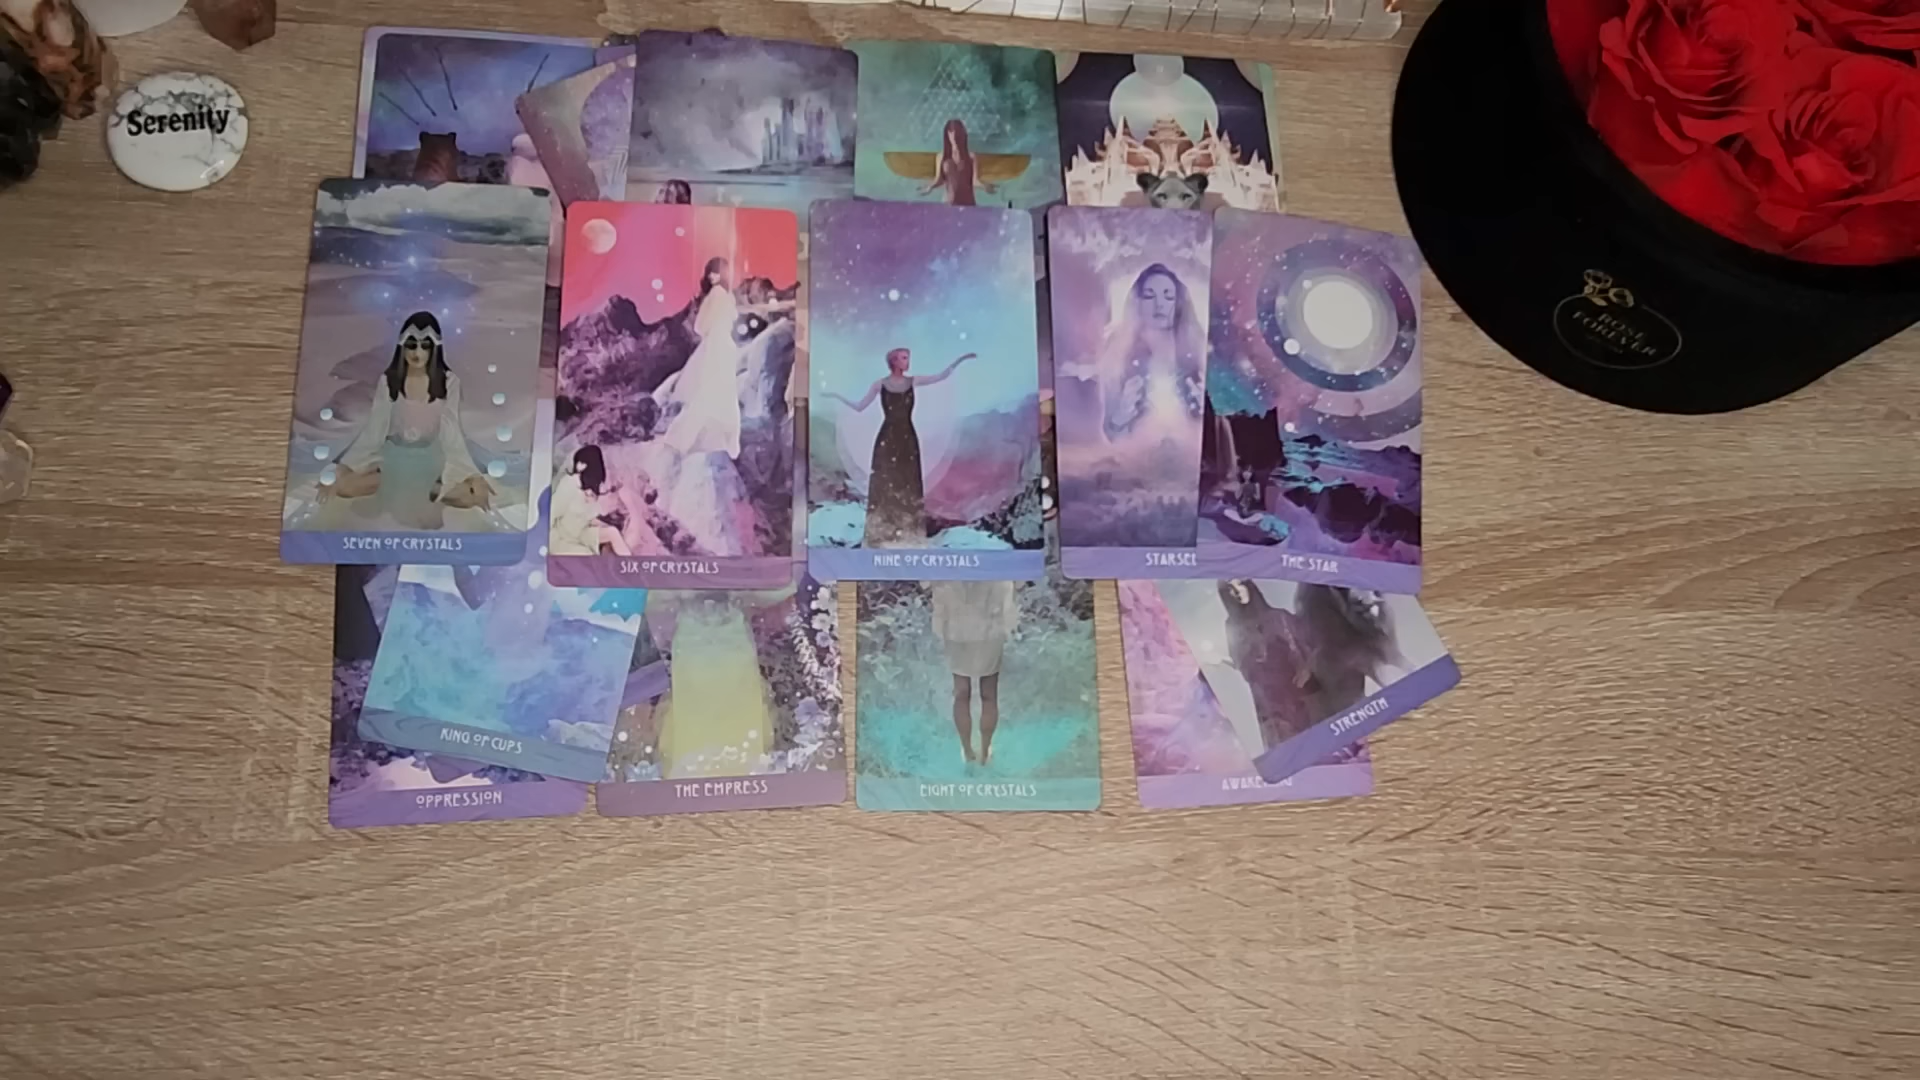 Serenity
ROSE
FOREVER
SEVEN OF CRYSTALS
SIX OF CRYSTALS
NINE OF CRYSTALS
STARSEE
THE STAR
KING OF CUPS
STRENGTH
OPPRESSION
THE EMPRESS
EIGHT OF CRYSTALS